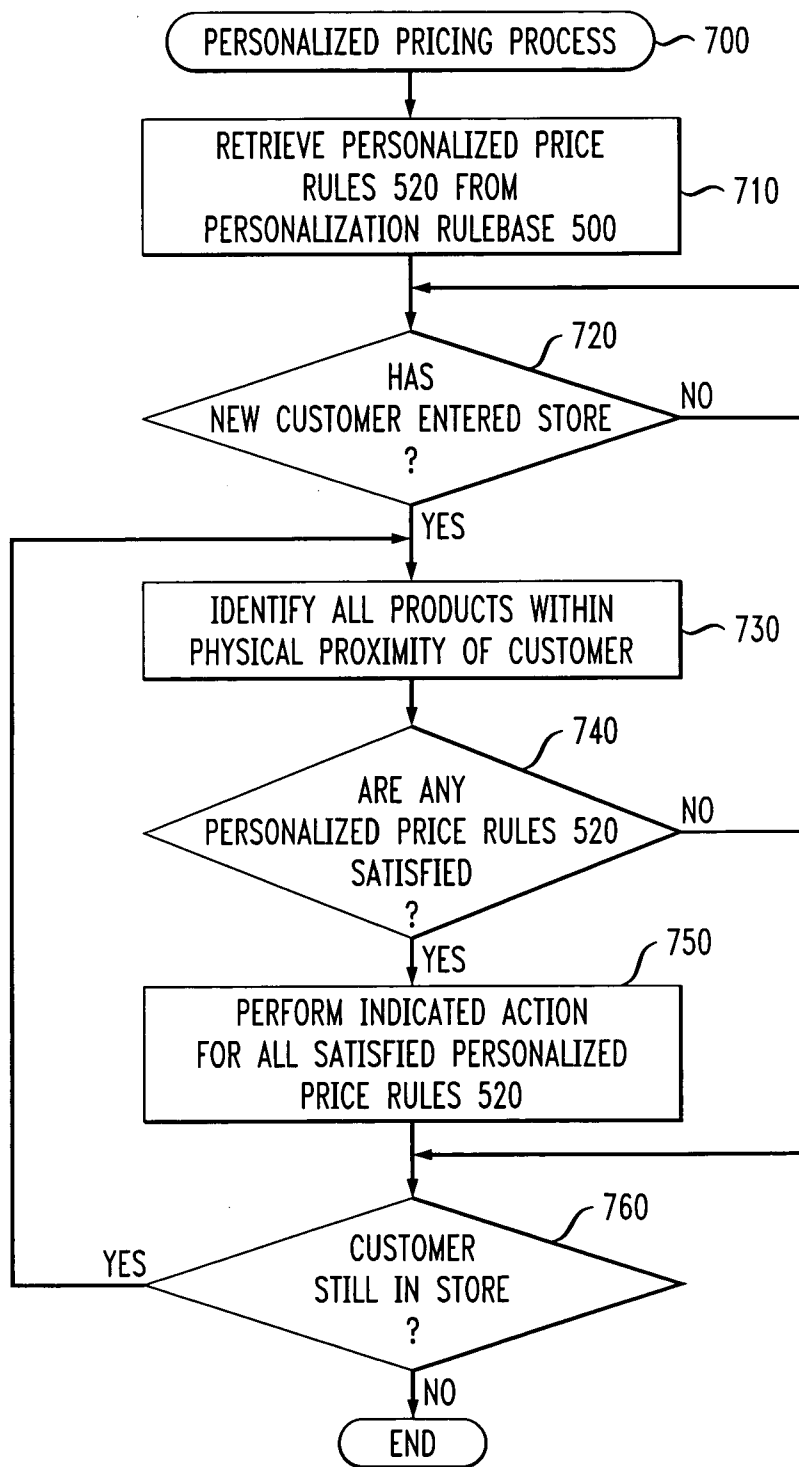 PERSONALIZED PRICING PROCESS
700
RETRIEVE PERSONALIZED PRICE
RULES 520 FROM
PERSONALIZATION RULEBASE 500
710
720
HAS
NEW CUSTOMER ENTERED STORE
?
NO
YES
IDENTIFY ALL PRODUCTS WITHIN
PHYSICAL PROXIMITY OF CUSTOMER
730
740
ARE ANY
PERSONALIZED PRICE RULES 520
SATISFIED
?
NO
YES
750
PERFORM INDICATED ACTION
FOR ALL SATISFIED PERSONALIZED
PRICE RULES 520
760
YES
CUSTOMER
STILL IN STORE
?
NO
END